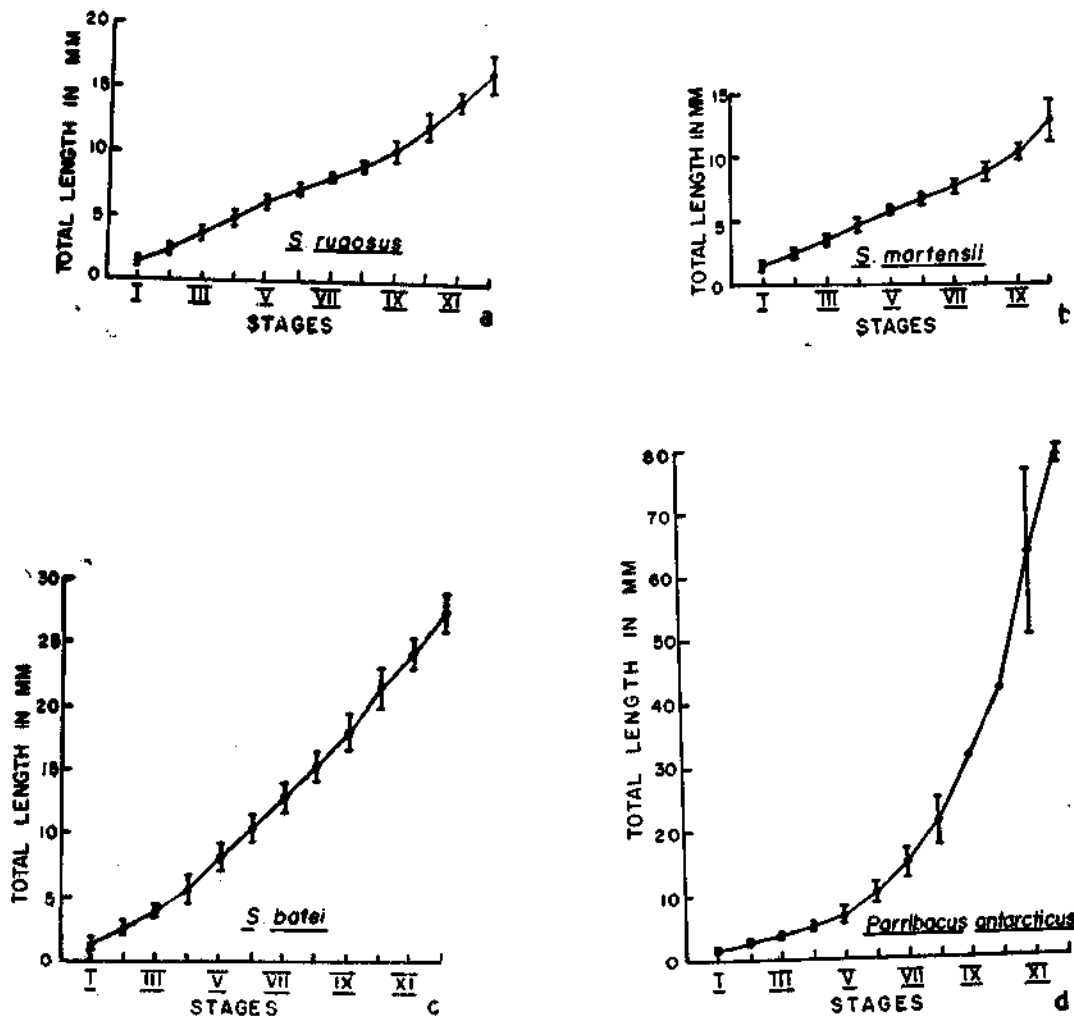 TOTAL LENGTH IN MM
20
15
10
5
0
S. rugosus
I III V VII IX XI
STAGES
a
TOTAL LENGTH IN MM
15
10
5
0
S. martensii
I III V VII IX
STAGES
TOTAL LENGTH IN MM
30
25
20
15
10
5
0
S. batei
I III V VII IX XI
STAGES
c
TOTAL LENGTH IN MM
80
70
60
50
40
30
20
10
0
Parribacus antarcticus
I III V VII IX XI
STAGES
d